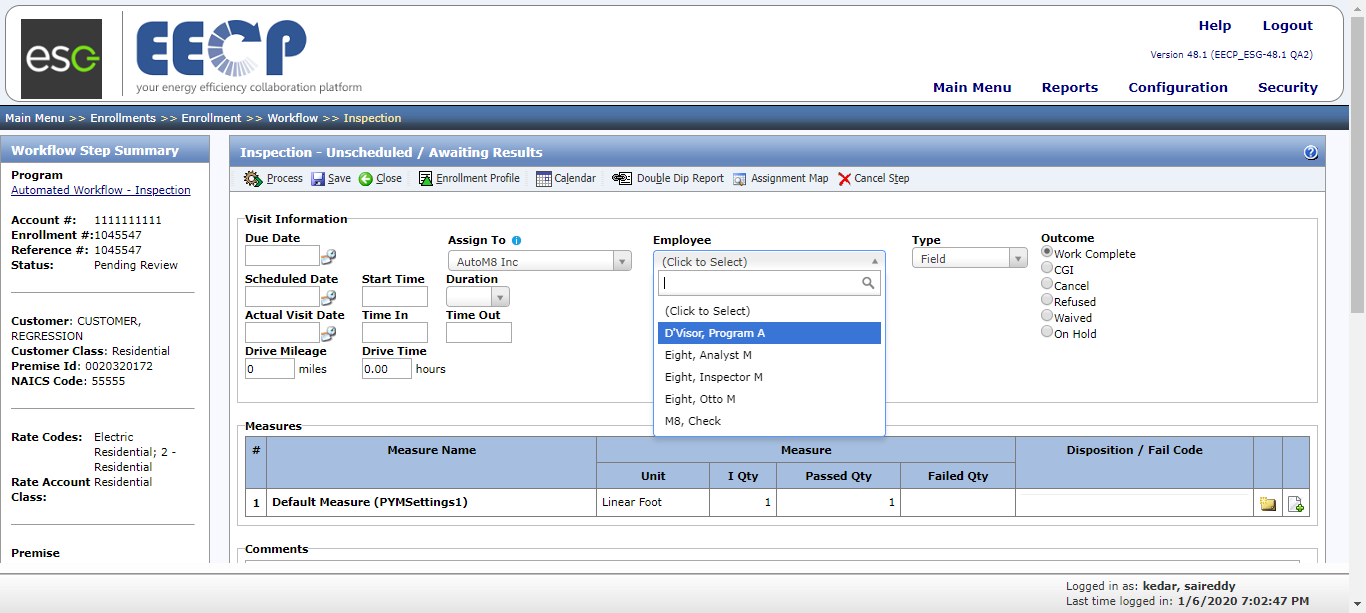 esg
EECP
your energy efficiency collaboration platform
Help Logout
Version 48.1 (EECP_ESG-48.1 QA2)
Main Menu Reports Configuration Security
Main Menu >> Enrollments >> Enrollment >> Workflow >> Inspection
Workflow Step Summary
Program
Automated Workflow - Inspection
Account #: 1111111111
Enrollment #:1045547
Reference #: 1045547
Status: Pending Review
Customer: CUSTOMER,
REGRESSION
Customer Class: Residential
Premise Id: 0020320172
NAICS Code: 55555
Rate Codes: Electric
Residential; 2 -
Residential
Rate Account Residential
Class:
Premise
Inspection - Unscheduled / Awaiting Results
Process Save Close Enrollment Profile Calendar Double Dip Report Assignment Map Cancel Step
Visit Information
Due Date
Assign To
AutoM8 Inc
Employee
(Click to Select)
(Click to Select)
D'Visor, Program A
Eight, Analyst M
Eight, Inspector M
Eight, Otto M
M8, Check
Type
Field
Outcome
Work Complete
CGI
Cancel
Refused
Waived
On Hold
Scheduled Date Start Time Duration
Actual Visit Date Time In Time Out
Drive Mileage Drive Time
0 miles 0.00 hours
Measures
# Measure Name Measure Disposition / Fail Code
Unit I Qty Passed Qty Failed Qty
1 Default Measure (PYMSettings1) Linear Foot 1 1
Comments
Logged in as: kedar, saireddy
Last time logged in: 1/6/2020 7:02:47 PM